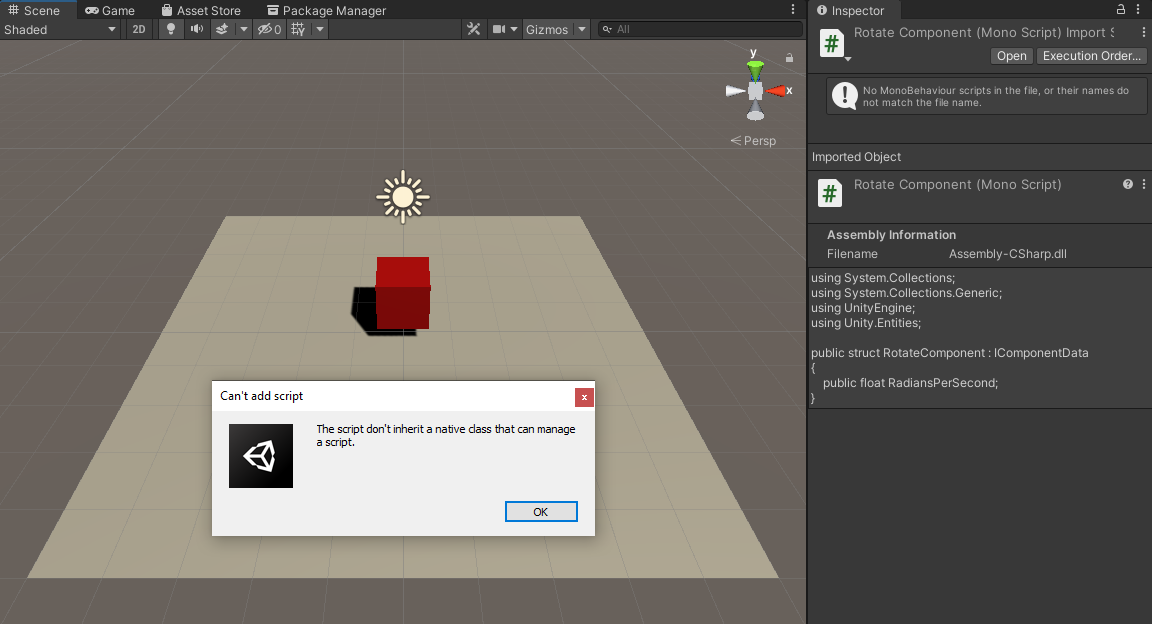 Scene
Game
Asset Store
Package Manager
Shaded
2D
0
Gizmos
All
y
x
Persp
Can't add script
x
The script don't inherit a native class that can manage
a script.
OK
Inspector
Rotate Component (Mono Script) Import S
Open
Execution Order...
No MonoBehaviour scripts in the file, or their names do
not match the file name.
Imported Object
Rotate Component (Mono Script)
Assembly Information
Filename Assembly-CSharp.dll
using System.Collections;
using System.Collections.Generic;
using UnityEngine;
using Unity.Entities;
public struct RotateComponent : IComponentData
{
public float RadiansPerSecond;
}